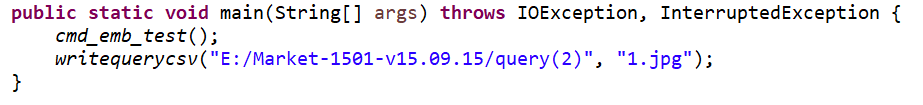 public static void main(String[] args) throws IOException, InterruptedException {
    cmd_emb_test();
    writequerycsv("E:/Market-1501-v15.09.15/query(2)", "1.jpg");
}